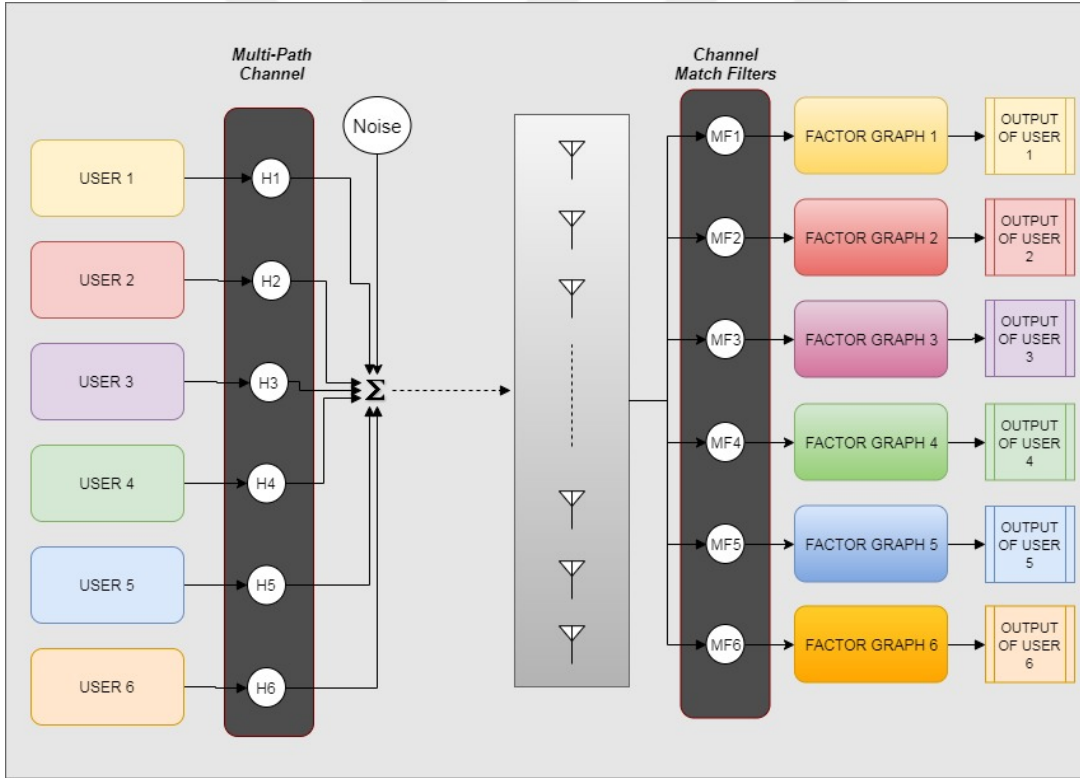 Multi-Path
Channel
Noise
Channel
Match Filters
USER 1
H1
USER 2
H2
USER 3
H3
USER 4
H4
USER 5
H5
USER 6
H6
Σ
MF1
FACTOR GRAPH 1
OUTPUT
OF USER
1
MF2
FACTOR GRAPH 2
OUTPUT
OF USER
2
MF3
FACTOR GRAPH 3
OUTPUT
OF USER
3
MF4
FACTOR GRAPH 4
OUTPUT
OF USER
4
MF5
FACTOR GRAPH 5
OUTPUT
OF USER
5
MF6
FACTOR GRAPH 6
OUTPUT
OF USER
6